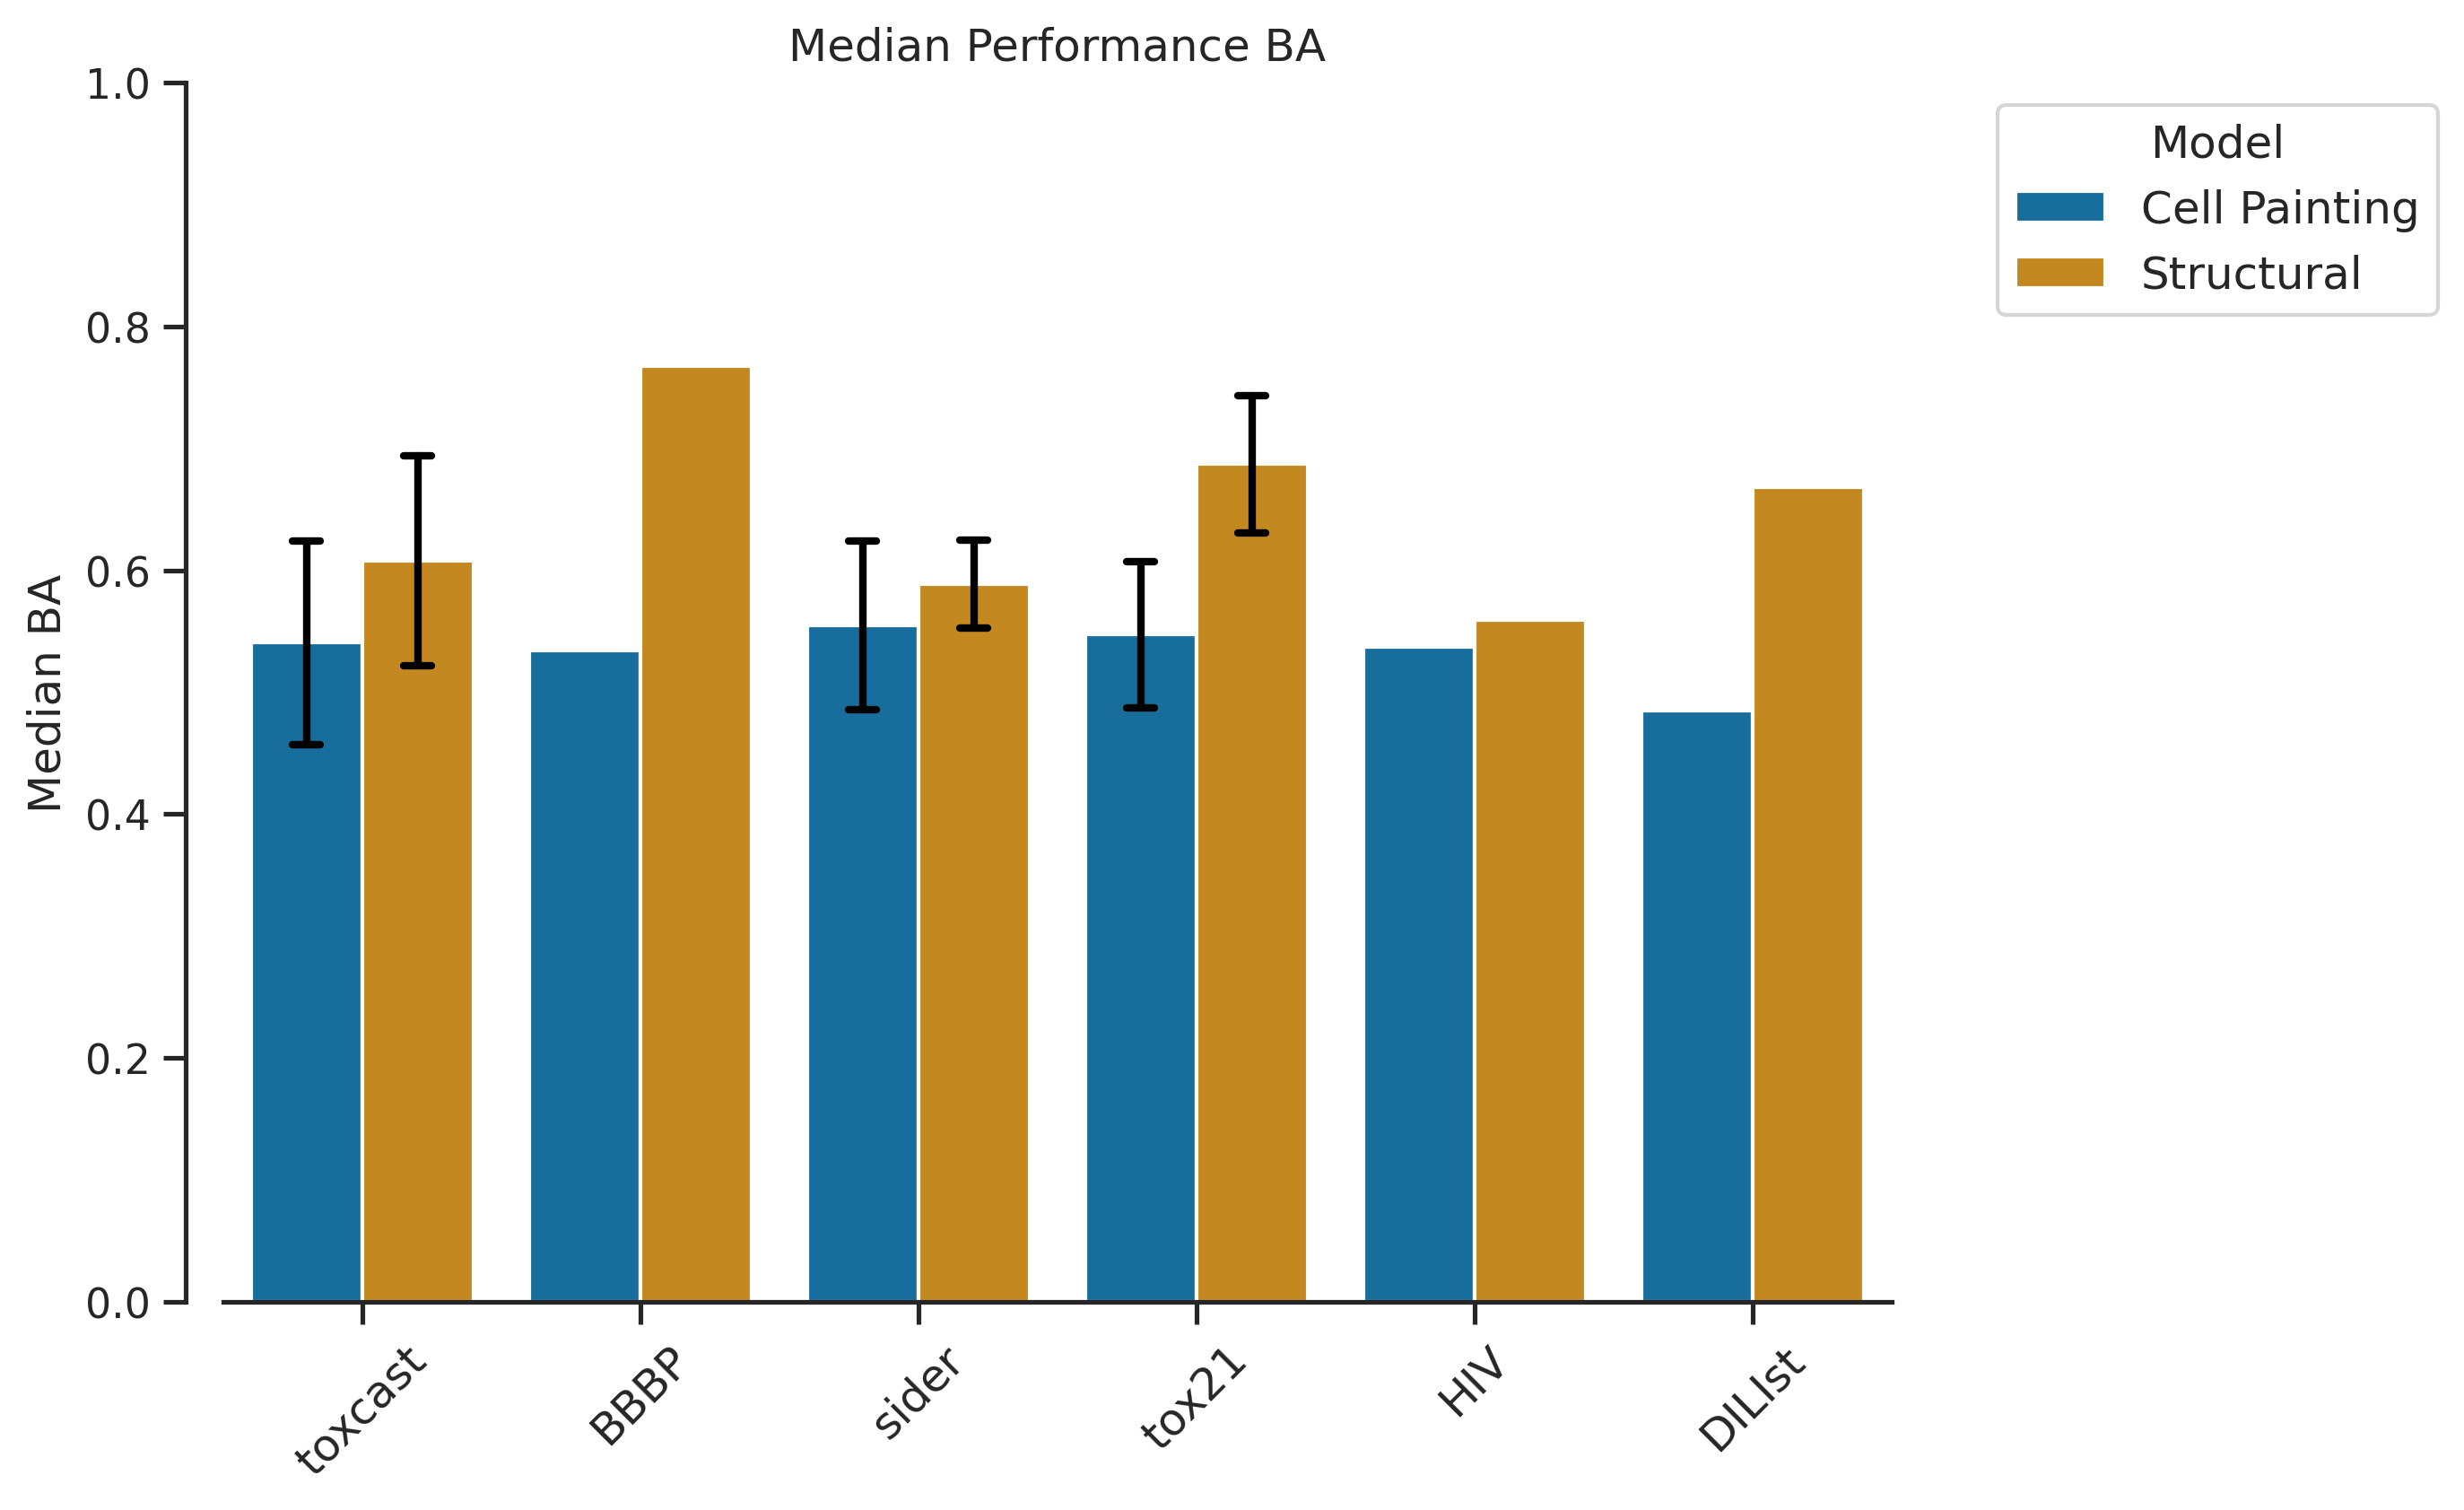 Median Performance BA
1.0
0.8
0.6
0.4
0.2
0.0
Median BA
toxcast
BBBP
sider
tox21
HIV
DILIst
Model
Cell Painting
Structural